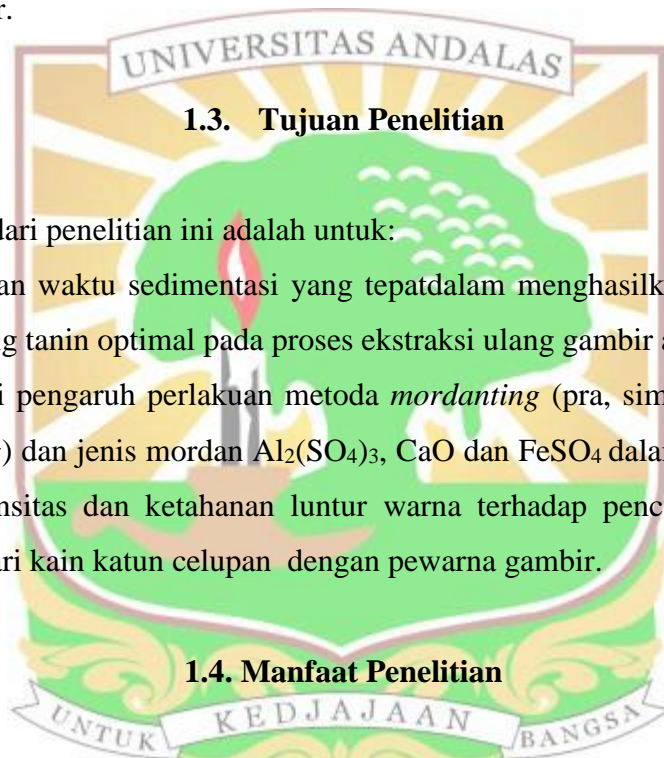 r.
UNIVERSITAS ANDALAS
1.3. Tujuan Penelitian
dari penelitian ini adalah untuk:
an waktu sedimentasi yang tepatdalam menghasilk
g tanin optimal pada proses ekstraksi ulang gambir a
i pengaruh perlakuan metoda mordanting (pra, sim
) dan jenis mordan Al₂(SO₄)₃, CaO dan FeSO₄ dalam
nsitas dan ketahanan luntur warna terhadap penc
ari kain katun celupan dengan pewarna gambir.
1.4. Manfaat Penelitian
UNTUK KEDJAJAAN BANGSA